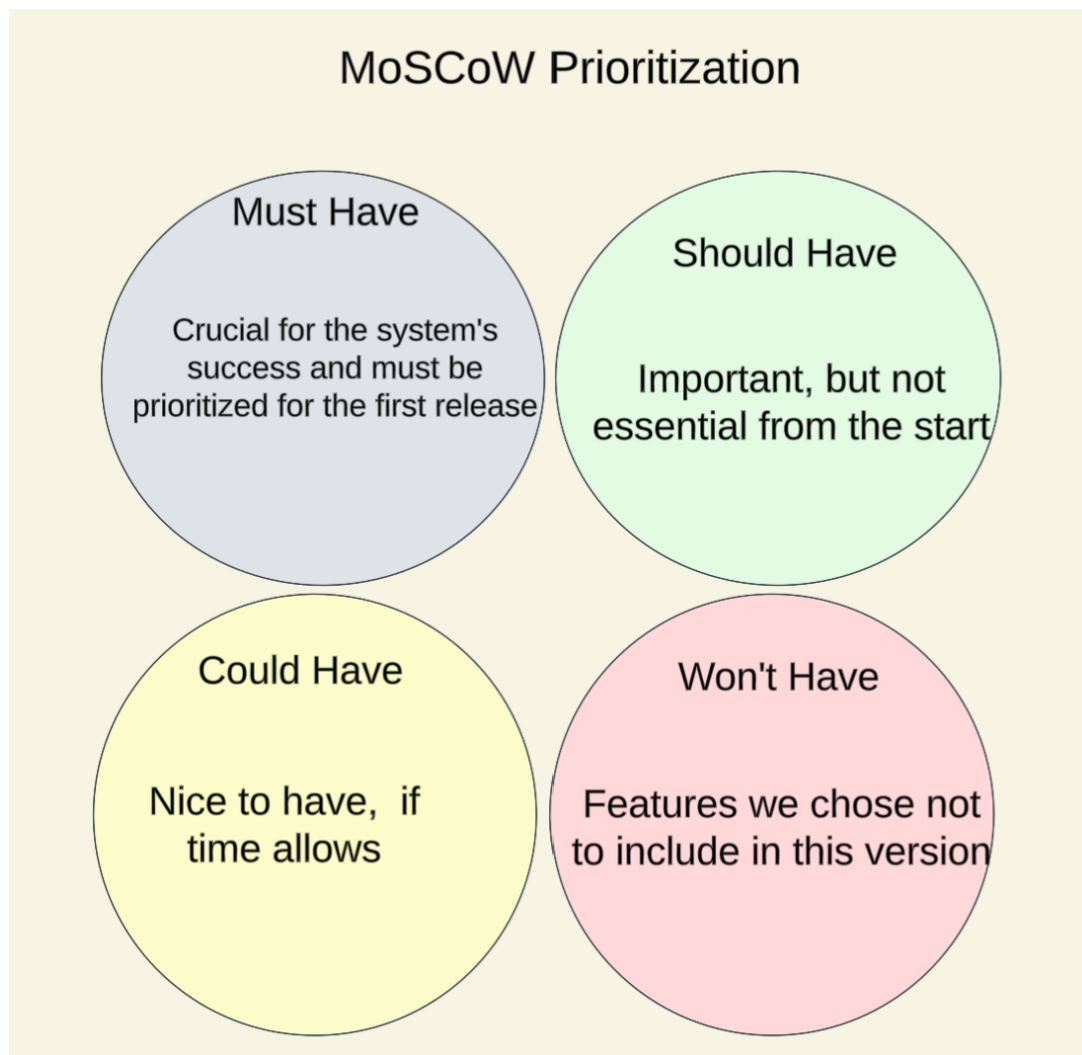 MoSCoW Prioritization
Must Have
Crucial for the system's
success and must be
prioritized for the first release
Should Have
Important, but not
essential from the start
Could Have
Nice to have,  if
time allows
Won't Have
Features we chose not
to include in this version